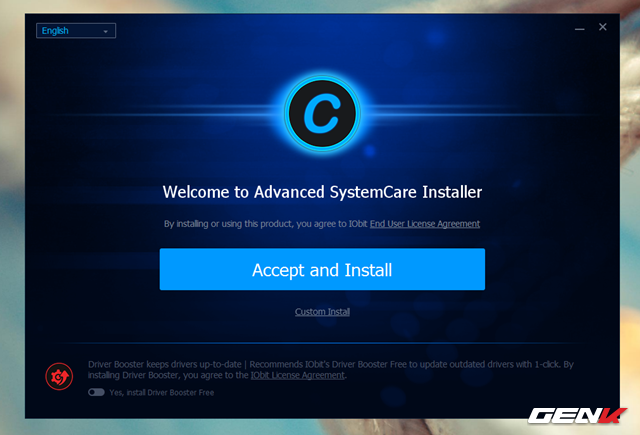 English
C
Welcome to Advanced SystemCare Installer
By installing or using this product, you agree to IObit End User License Agreement
Accept and Install
Custom Install
Driver Booster keeps drivers up-to-date | Recommends IObit's Driver Booster Free to update outdated drivers with 1-click. By
installing Driver Booster, you agree to the IObit License Agreement.
Yes, install Driver Booster Free
GENK